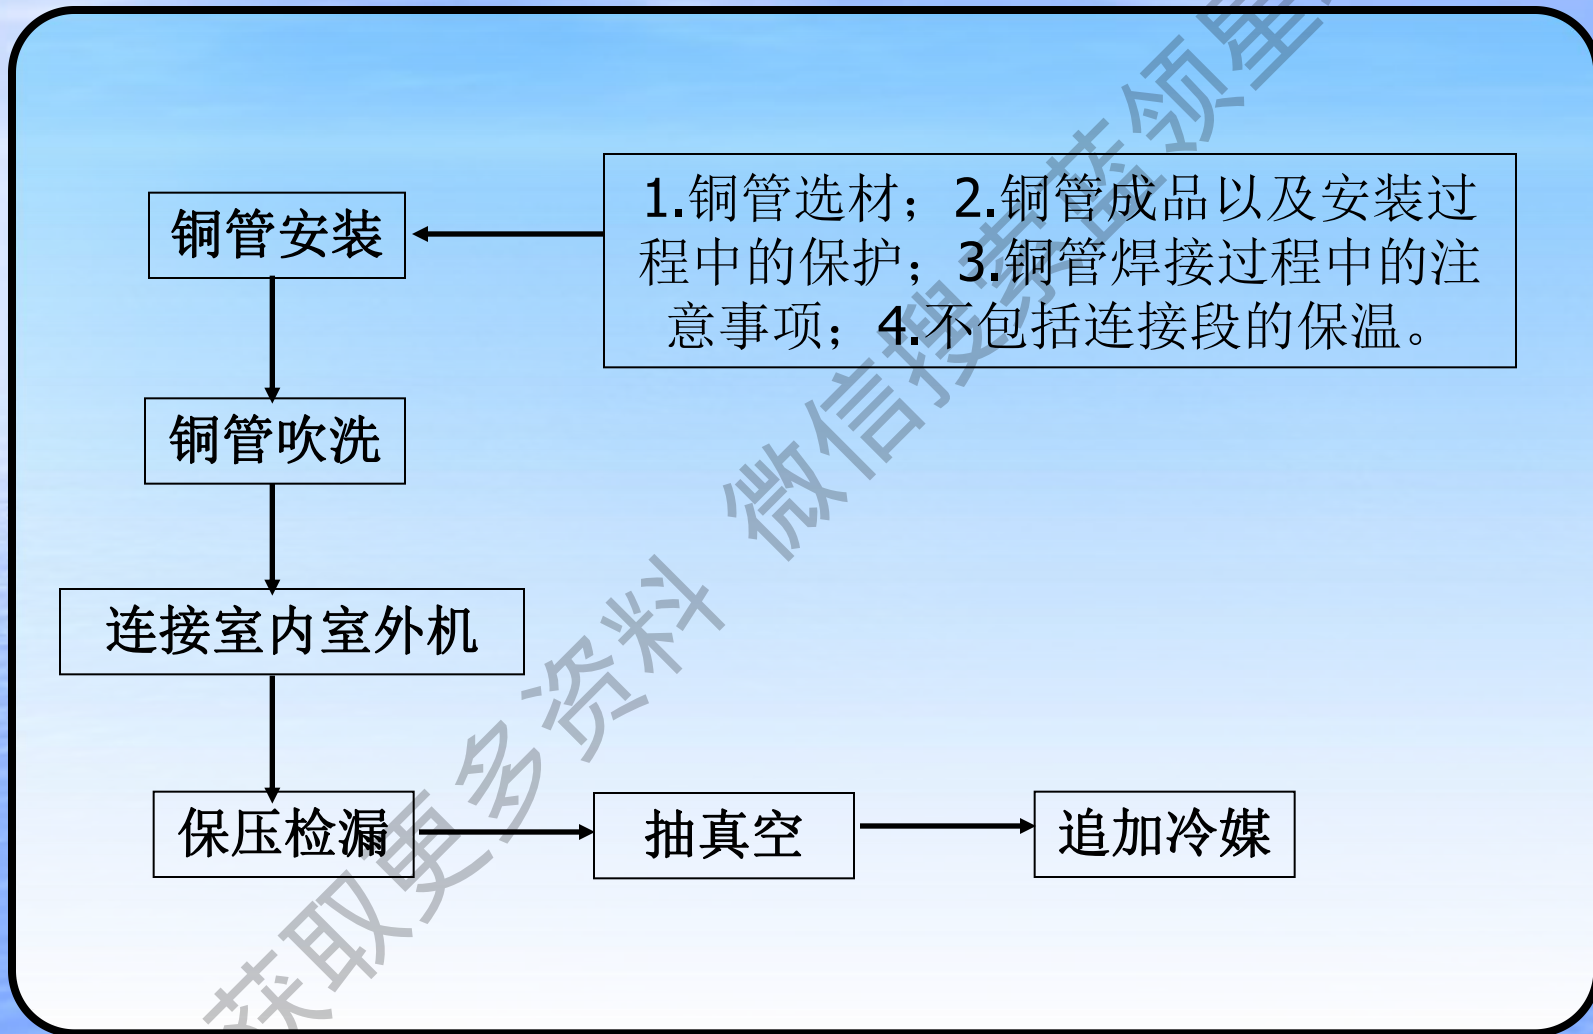 铜管安装
1.铜管选材；2.铜管成品以及安装过
程中的保护；3.铜管焊接过程中的注
意事项；4.不包括连接段的保温。
铜管吹洗
连接室内室外机
保压检漏
抽真空
追加冷媒
获取更多资料 微信搜索蓝领星